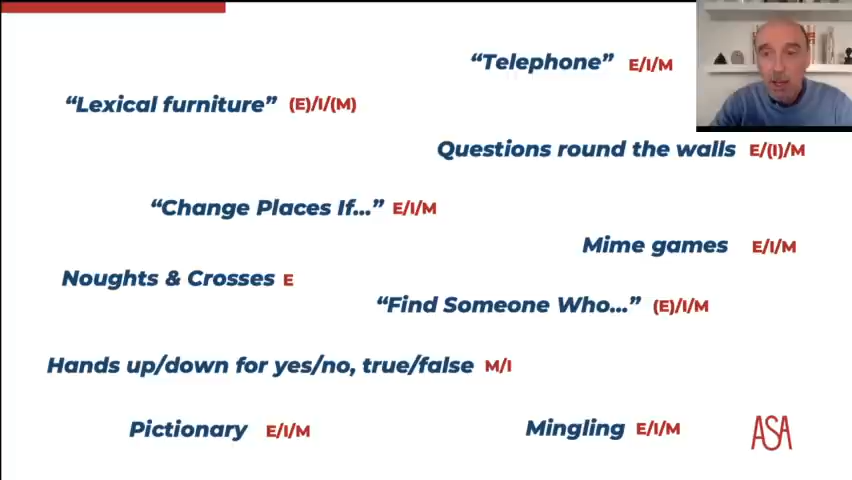 “Telephone” E/I/M
“Lexical furniture” (E)/I/(M)
Questions round the walls E/(I)/M
“Change Places If...” E/I/M
Mime games E/I/M
Noughts & Crosses E
“Find Someone Who...” (E)/I/M
Hands up/down for yes/no, true/false M/I
Pictionary E/I/M
Mingling E/I/M
ASA